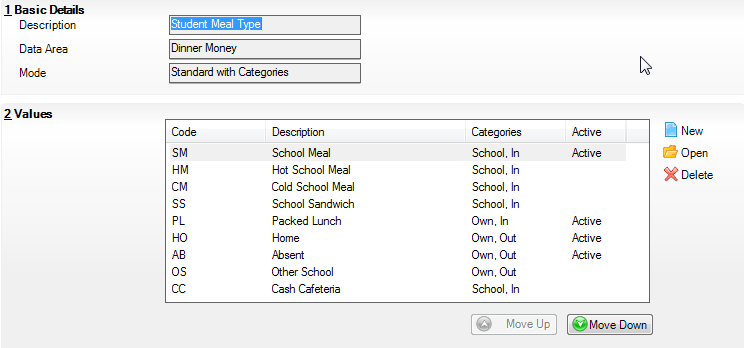 1 Basic Details
Description Student Meal Type
Data Area Dinner Money
Mode Standard with Categories
2 Values
Code Description Categories Active
SM School Meal School, In Active New
HM Hot School Meal School, In Open
CM Cold School Meal School, In Delete
SS School Sandwich School, In
PL Packed Lunch Own, In Active
HO Home Own, Out Active
AB Absent Own, Out Active
OS Other School Own, Out
CC Cash Cafeteria School, In
Move Up Move Down